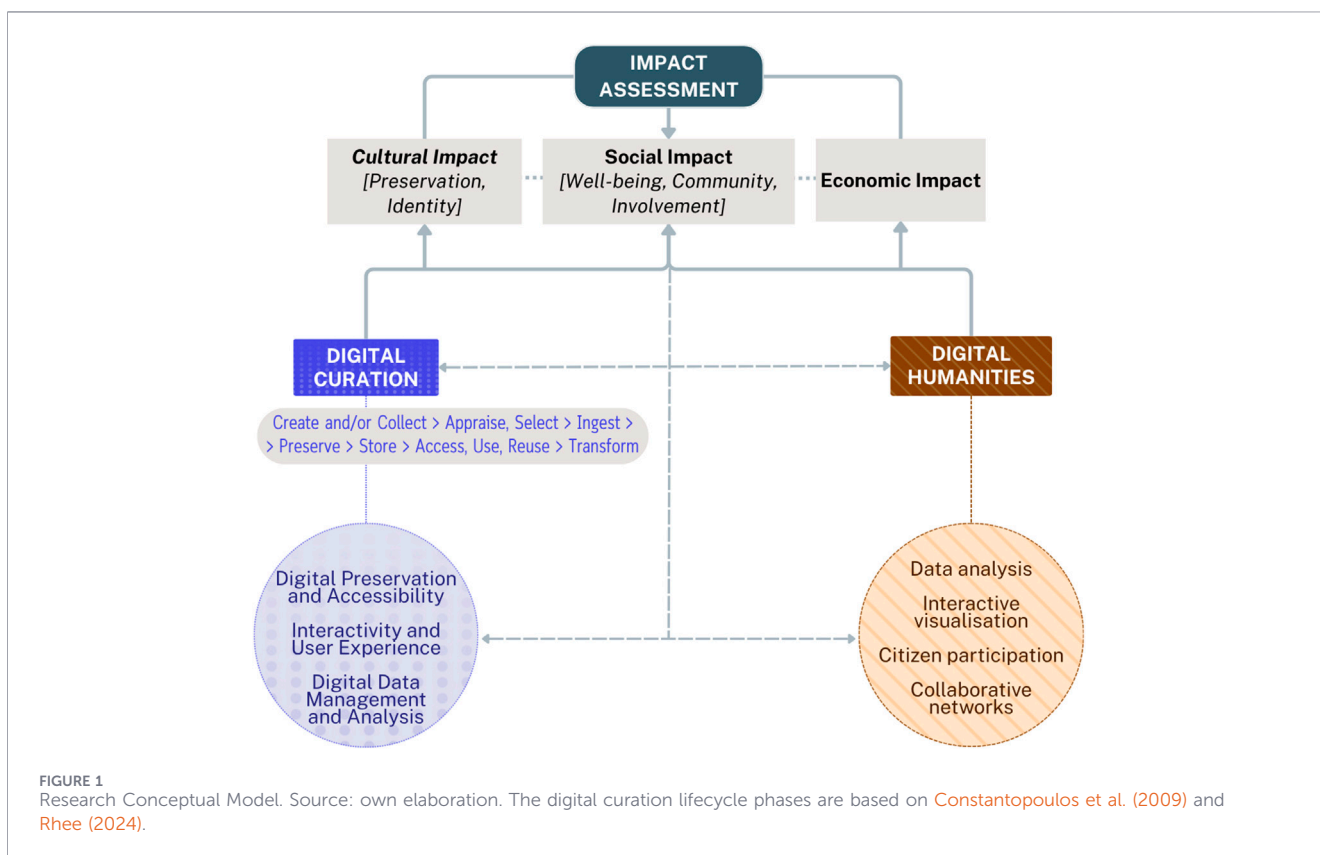 IMPACT
ASSESSMENT
Cultural Impact
[Preservation,
Identity]
Social Impact
[Well-being, Community,
Involvement]
Economic Impact
DIGITAL
CURATION
DIGITAL
HUMANITIES
Create and/or Collect > Appraise, Select > Ingest >
> Preserve > Store > Access, Use, Reuse > Transform
Digital Preservation
and Accessibility
Interactivity and
User Experience
Digital Data
Management
and Analysis
Data analysis
Interactive
visualisation
Citizen participation
Collaborative
networks
FIGURE 1
Research Conceptual Model. Source: own elaboration. The digital curation lifecycle phases are based on Constantopoulos et al. (2009) and
Rhee (2024).